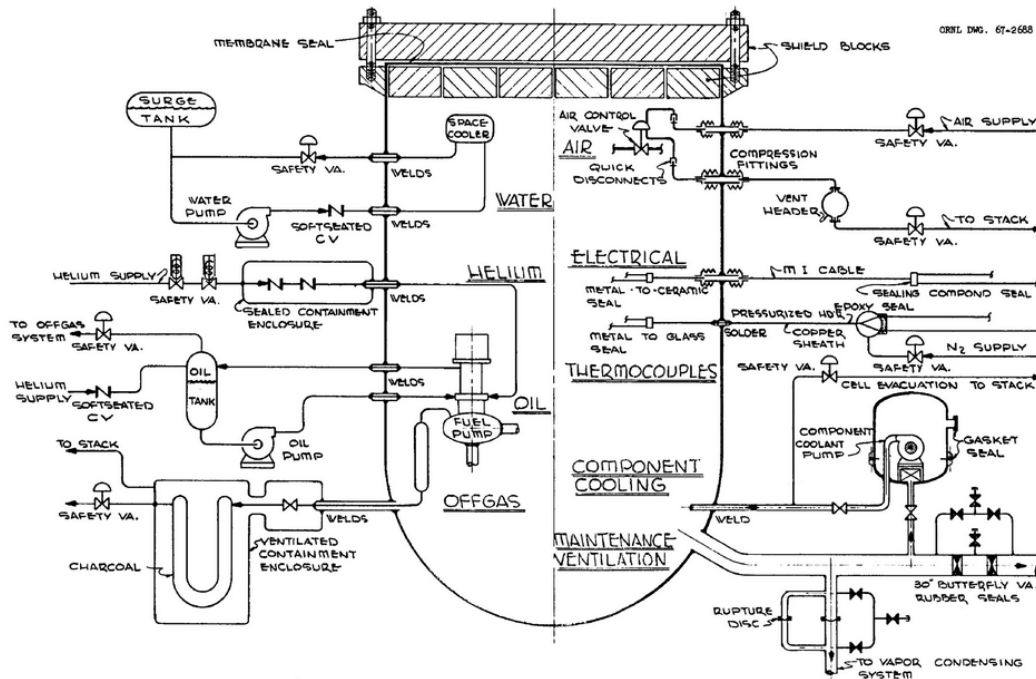 ORNL DWG. 67-2688
MEMBRANE SEAL
SHIELD BLOCKS
SURGE
TANK
SPACE
COOLER
SAFETY VA.
WELDS
WATER PUMP
SOFTSEATED
CV
WELDS
WATER
AIR CONTROL
VALVE
AIR
QUICK
DISCONNECTS
COMPRESSION
FITTINGS
AIR SUPPLY
SAFETY VA.
VENT
HEADER
TO STACK
SAFETY VA.
HELIUM SUPPLY
SAFETY VA.
SEALED CONTAINMENT
ENCLOSURE
WELDS
HELIUM
ELECTRICAL
METAL-TO-CERAMIC
SEAL
M I CABLE
SEALING COMPOND SEAL
TO OFFGAS
SYSTEM
SAFETY VA.
HELIUM
SUPPLY
SOFTSEATED
CV
OIL
TANK
WELDS
OIL
PUMP
OIL
FUEL
PUMP
METAL TO GLASS
SEAL
PRESSURIZED HDR
SOLDER
COPPER
SHEATH
EPOXY SEAL
N2 SUPPLY
SAFETY VA.
THERMOCOUPLES
SAFETY VA.
CELL EVACUATION TO STACK
COMPONENT
COOLANT
PUMP
GASKET
SEAL
TO STACK
SAFETY VA.
CHARCOAL
VENTILATED
CONTAINMENT
ENCLOSURE
WELDS
OFFGAS
COMPONENT
COOLING
WELD
MAINTENANCE
VENTILATION
30" BUTTERFLY VA.
RUBBER SEALS
RUPTURE
DISC
TO VAPOR CONDENSING
SYSTEM